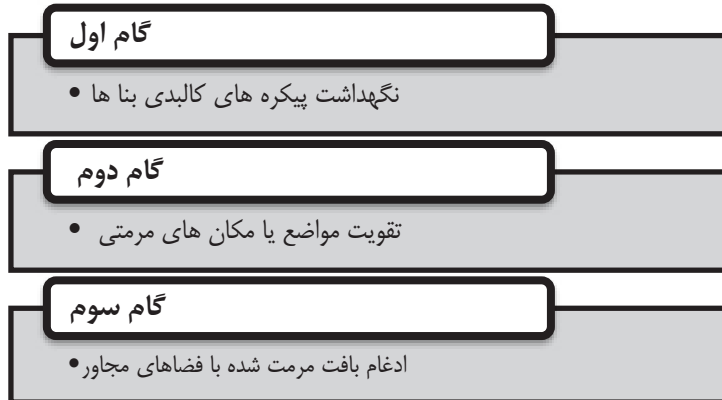 گام اول
• نگهداشت پیکره های کالبدی بنا ها
گام دوم
• تقویت مواضع یا مکان های مرمتی
گام سوم
• ادغام بافت مرمت شده با فضاهای مجاور